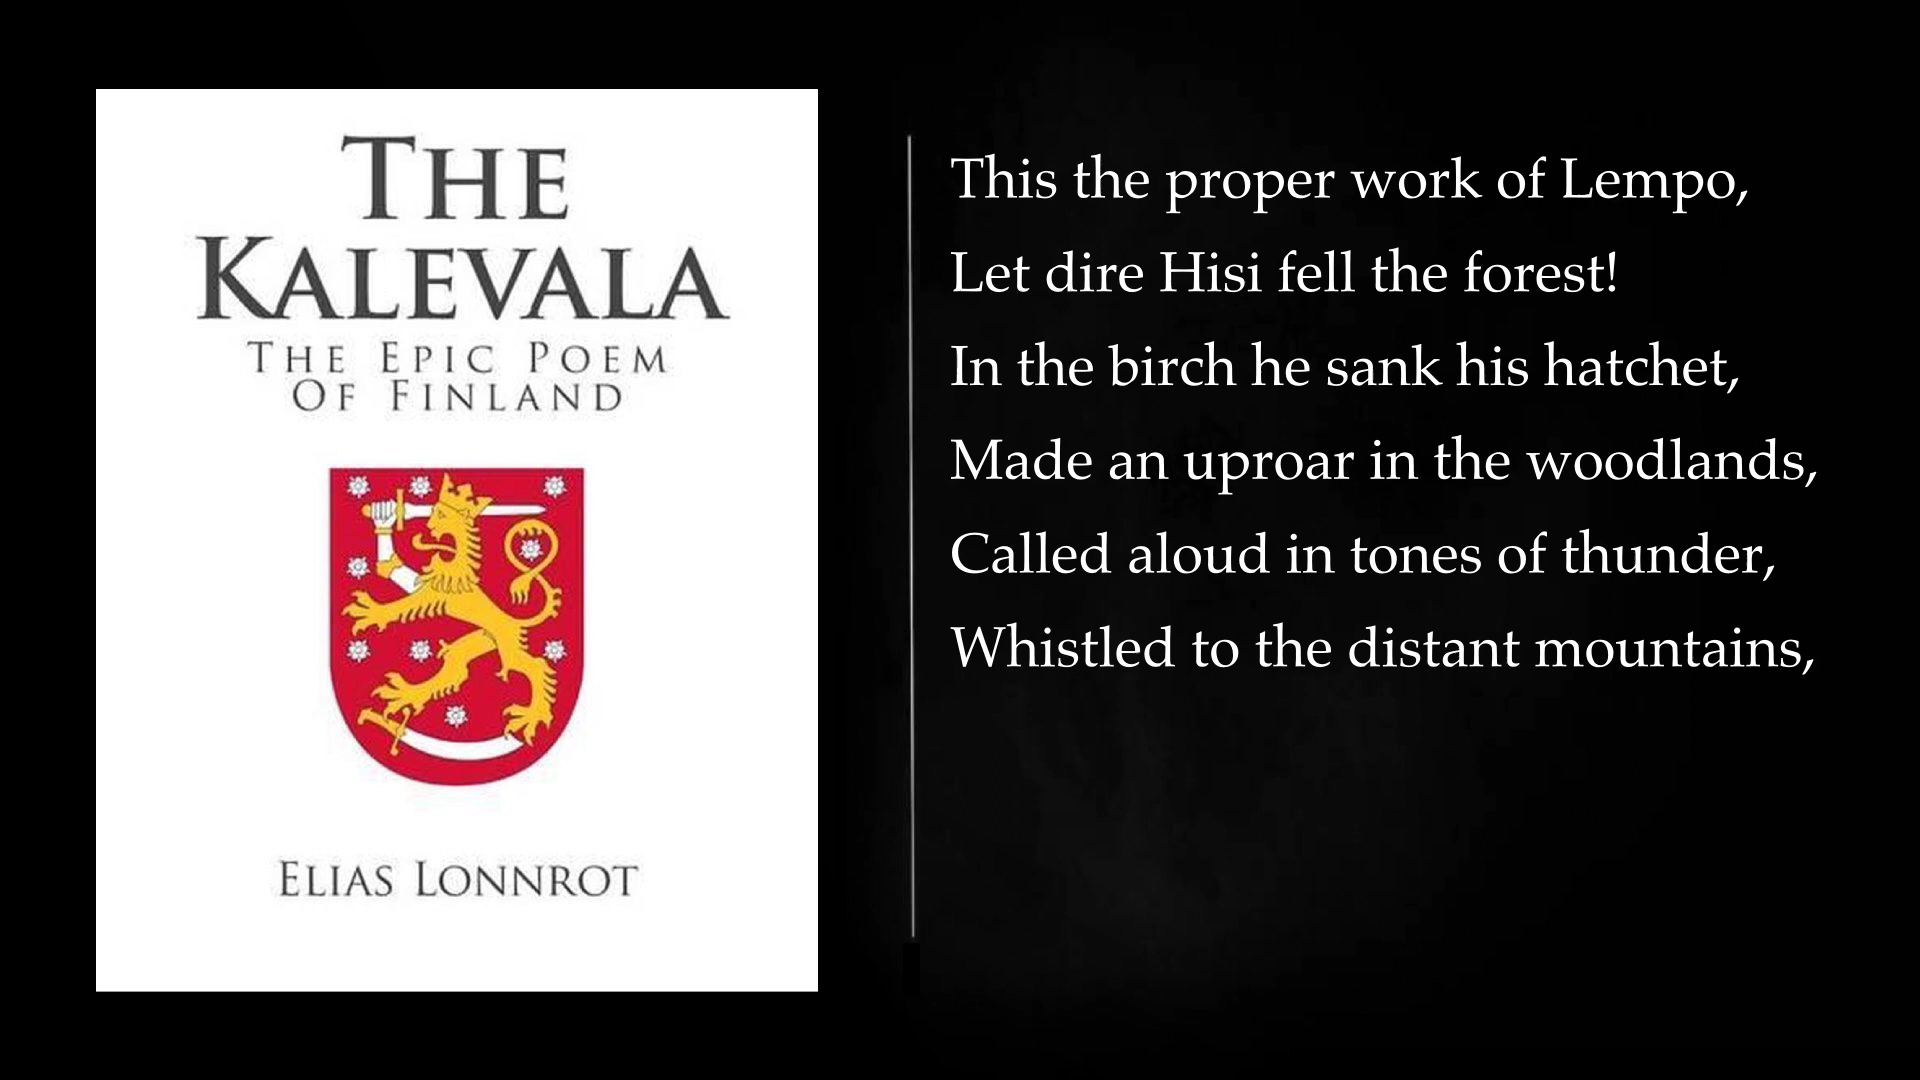 THE
KALEVALA
THE EPIC POEM
OF FINLAND
ELIAS LONNROT
This the proper work of Lempo,
Let dire Hisi fell the forest!
In the birch he sank his hatchet,
Made an uproar in the woodlands,
Called aloud in tones of thunder,
Whistled to the distant mountains,